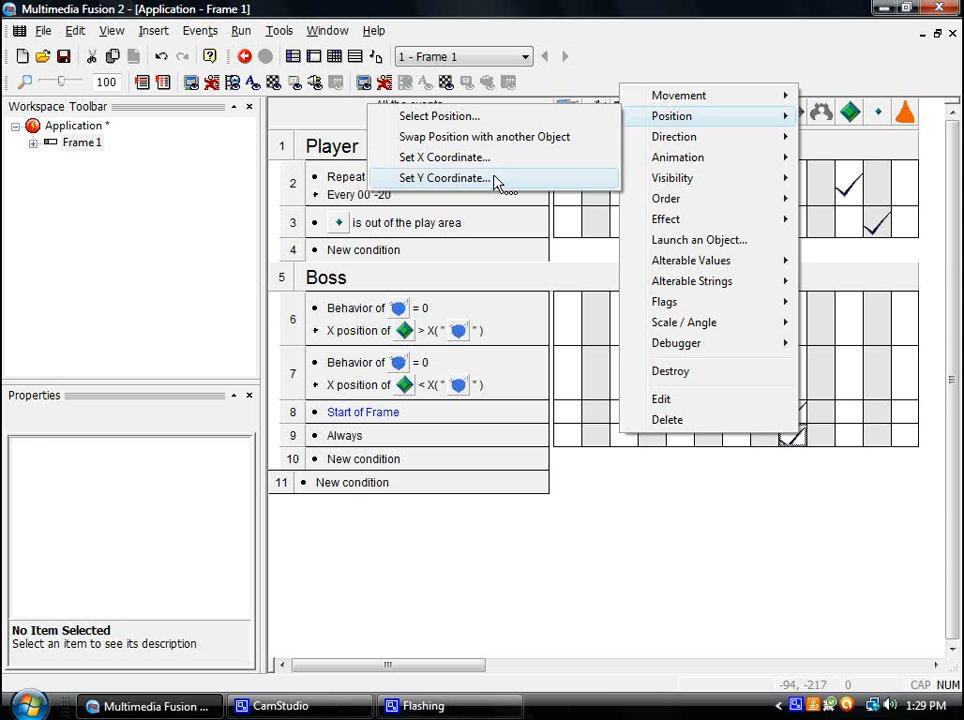 Multimedia Fusion 2 - [Application - Frame 1]
File Edit View Insert Events Run Tools Window Help
1 - Frame 1
100
Workspace Toolbar
Application *
Frame 1
All the events
1 Player
2 • Repeat
Every 00"-20
3 • is out of the play area
4 • New condition
5 Boss
6 • Behavior of = 0
+ X position of > X( " " )
7 • Behavior of = 0
+ X position of < X( " " )
8 • Start of Frame
9 • Always
10 • New condition
11 • New condition
Select Position...
Swap Position with another Object
Set X Coordinate...
Set Y Coordinate...
Movement
Position
Direction
Animation
Visibility
Order
Effect
Launch an Object...
Alterable Values
Alterable Strings
Flags
Scale / Angle
Debugger
Destroy
Edit
Delete
Properties
No Item Selected
Select an item to see its description
-94, -217 0 CAP NUM
Multimedia Fusion 2 ... CamStudio Flashing 1:29 PM